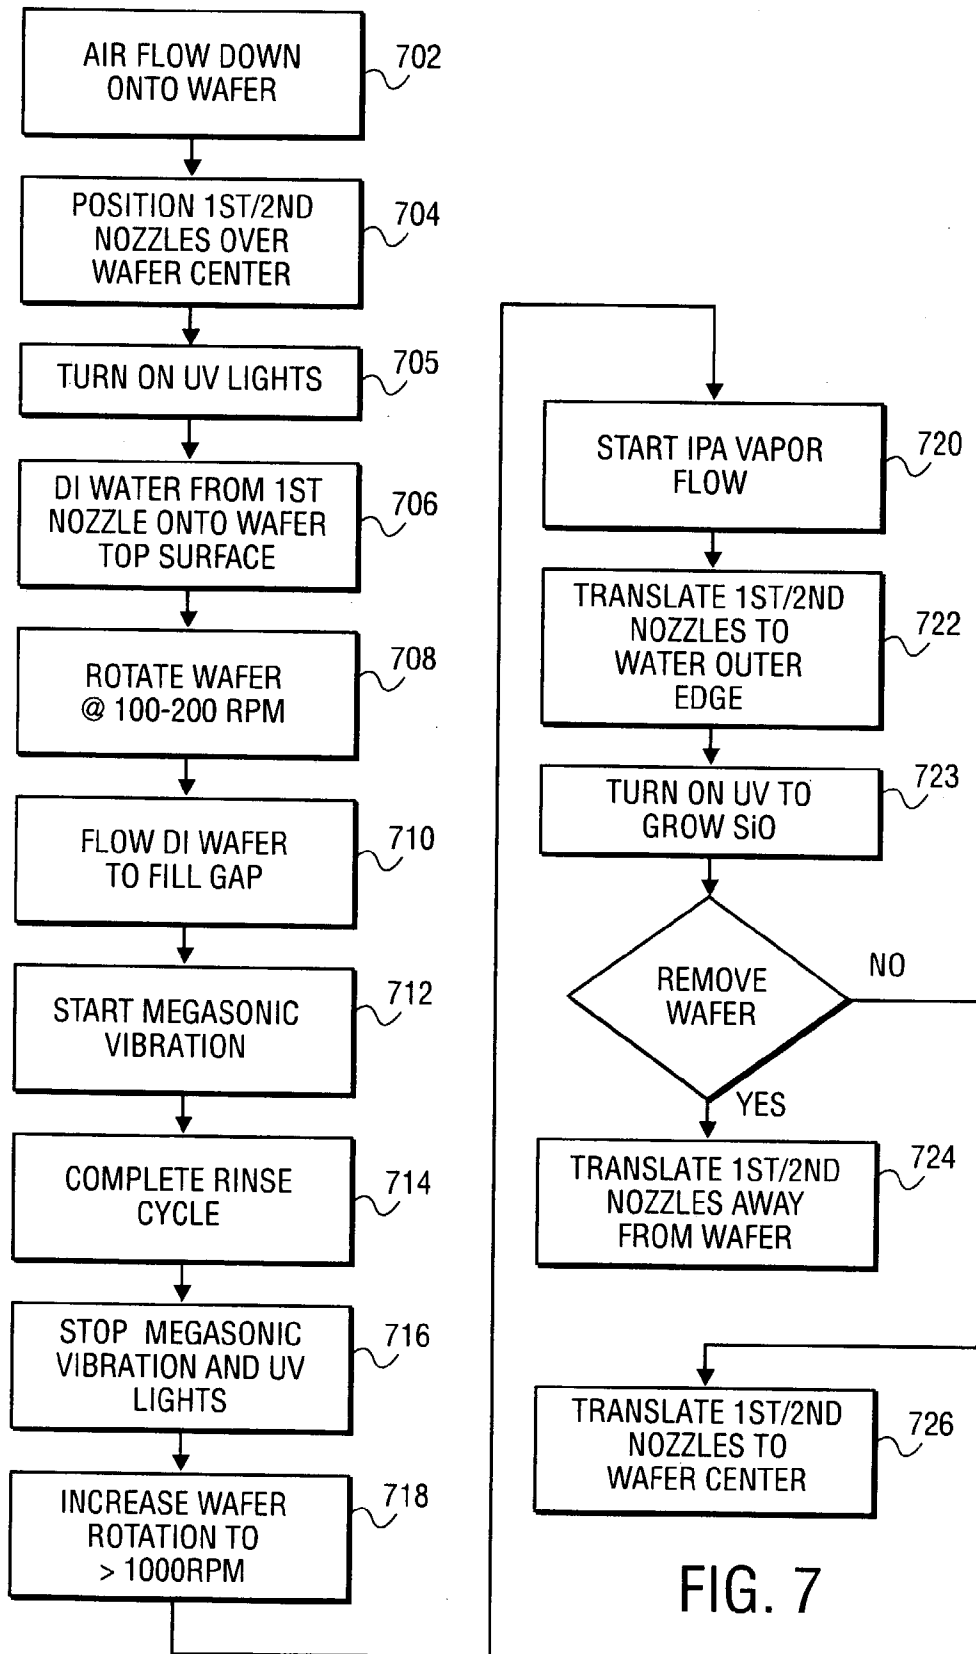 AIR FLOW DOWN
ONTO WAFER
702
POSITION 1ST/2ND
NOZZLES OVER
WAFER CENTER
704
TURN ON UV LIGHTS
705
DI WATER FROM 1ST
NOZZLE ONTO WAFER
TOP SURFACE
706
ROTATE WAFER
@ 100-200 RPM
708
FLOW DI WAFER
TO FILL GAP
710
START MEGASONIC
VIBRATION
712
COMPLETE RINSE
CYCLE
714
STOP MEGASONIC
VIBRATION AND UV
LIGHTS
716
INCREASE WAFER
ROTATION TO
> 1000RPM
718
START IPA VAPOR
FLOW
720
TRANSLATE 1ST/2ND
NOZZLES TO
WATER OUTER
EDGE
722
TURN ON UV TO
GROW SiO
723
REMOVE
WAFER
NO
YES
TRANSLATE 1ST/2ND
NOZZLES AWAY
FROM WAFER
724
TRANSLATE 1ST/2ND
NOZZLES TO
WAFER CENTER
726
FIG. 7